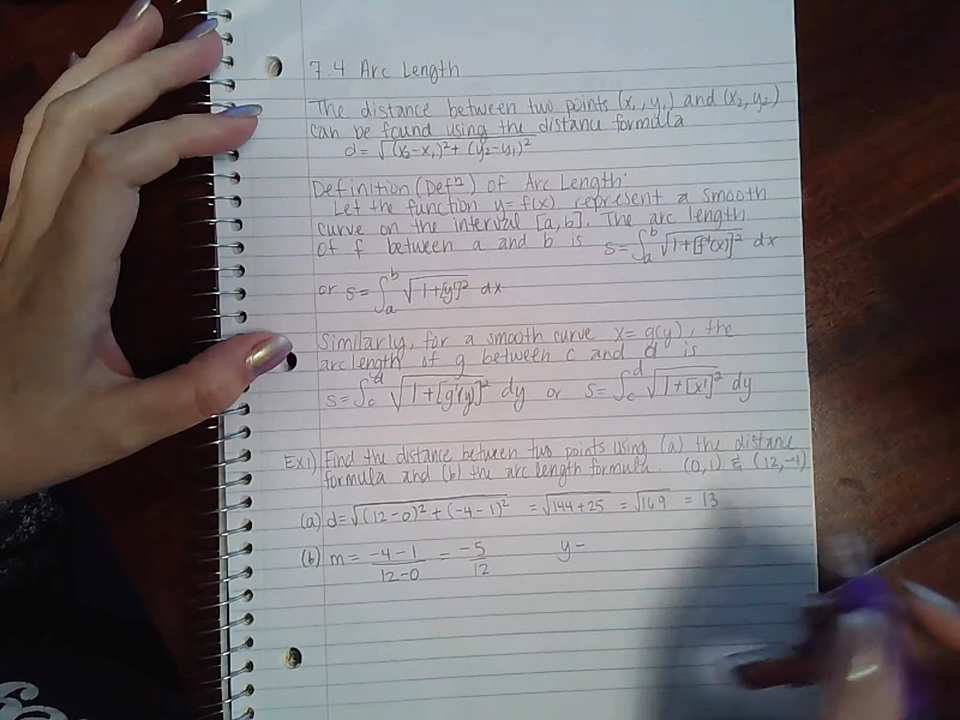 7.4 Arc Length
The distance between two points (x₁, y₁) and (x₂, y₂)
can be found using the distance formula
d = √(x₂-x₁)² + (y₂-y₁)²
Definition (Defⁿ) of Arc Length:
Let the function y = f(x) represent a smooth
curve on the interval [a, b]. The arc length
of f between a and b is s = ∫ₐᵇ √1+[f'(x)]² dx
or s = ∫ₐᵇ √1+[y']² dx
Similarly, for a smooth curve x = g(y), the
arc length of g between c and d is
s = ∫_c^d √1+[g'(y)]² dy or s = ∫_c^d √1+[x']² dy
Ex1) Find the distance between two points using (a) the distance
formula and (b) the arc length formula. (0,1) & (12,-4)
(a) d = √(12-0)² + (-4-1)² = √144+25 = √169 = 13
(b) m = (-4-1)/(12-0) = -5/12 y-